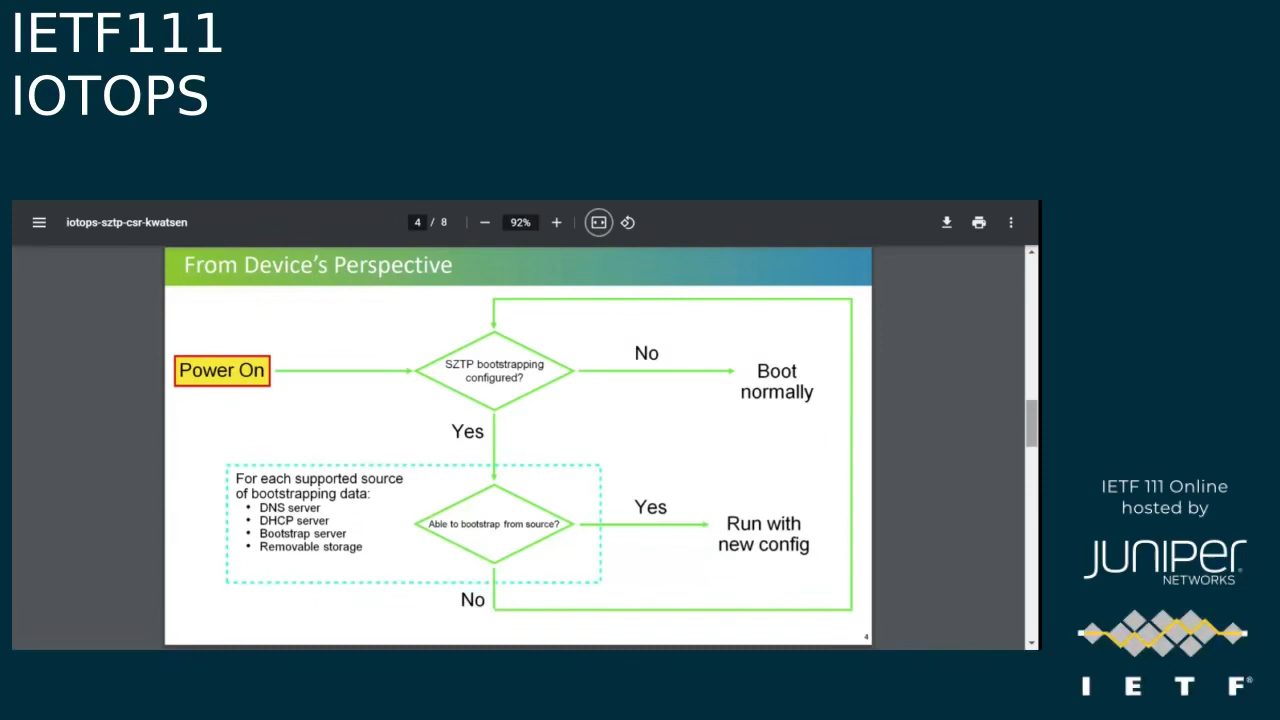 IETF111
IOTOPS
iotops-sztp-csr-kwatsen
4 / 8
92%
From Device's Perspective
Power On
SZTP bootstrapping
configured?
No
Boot
normally
Yes
For each supported source
of bootstrapping data:
• DNS server
• DHCP server
• Bootstrap server
• Removable storage
Able to bootstrap from source?
Yes
Run with
new config
No
4
IETF 111 Online
hosted by
JUNIPER
NETWORKS
I E T F®